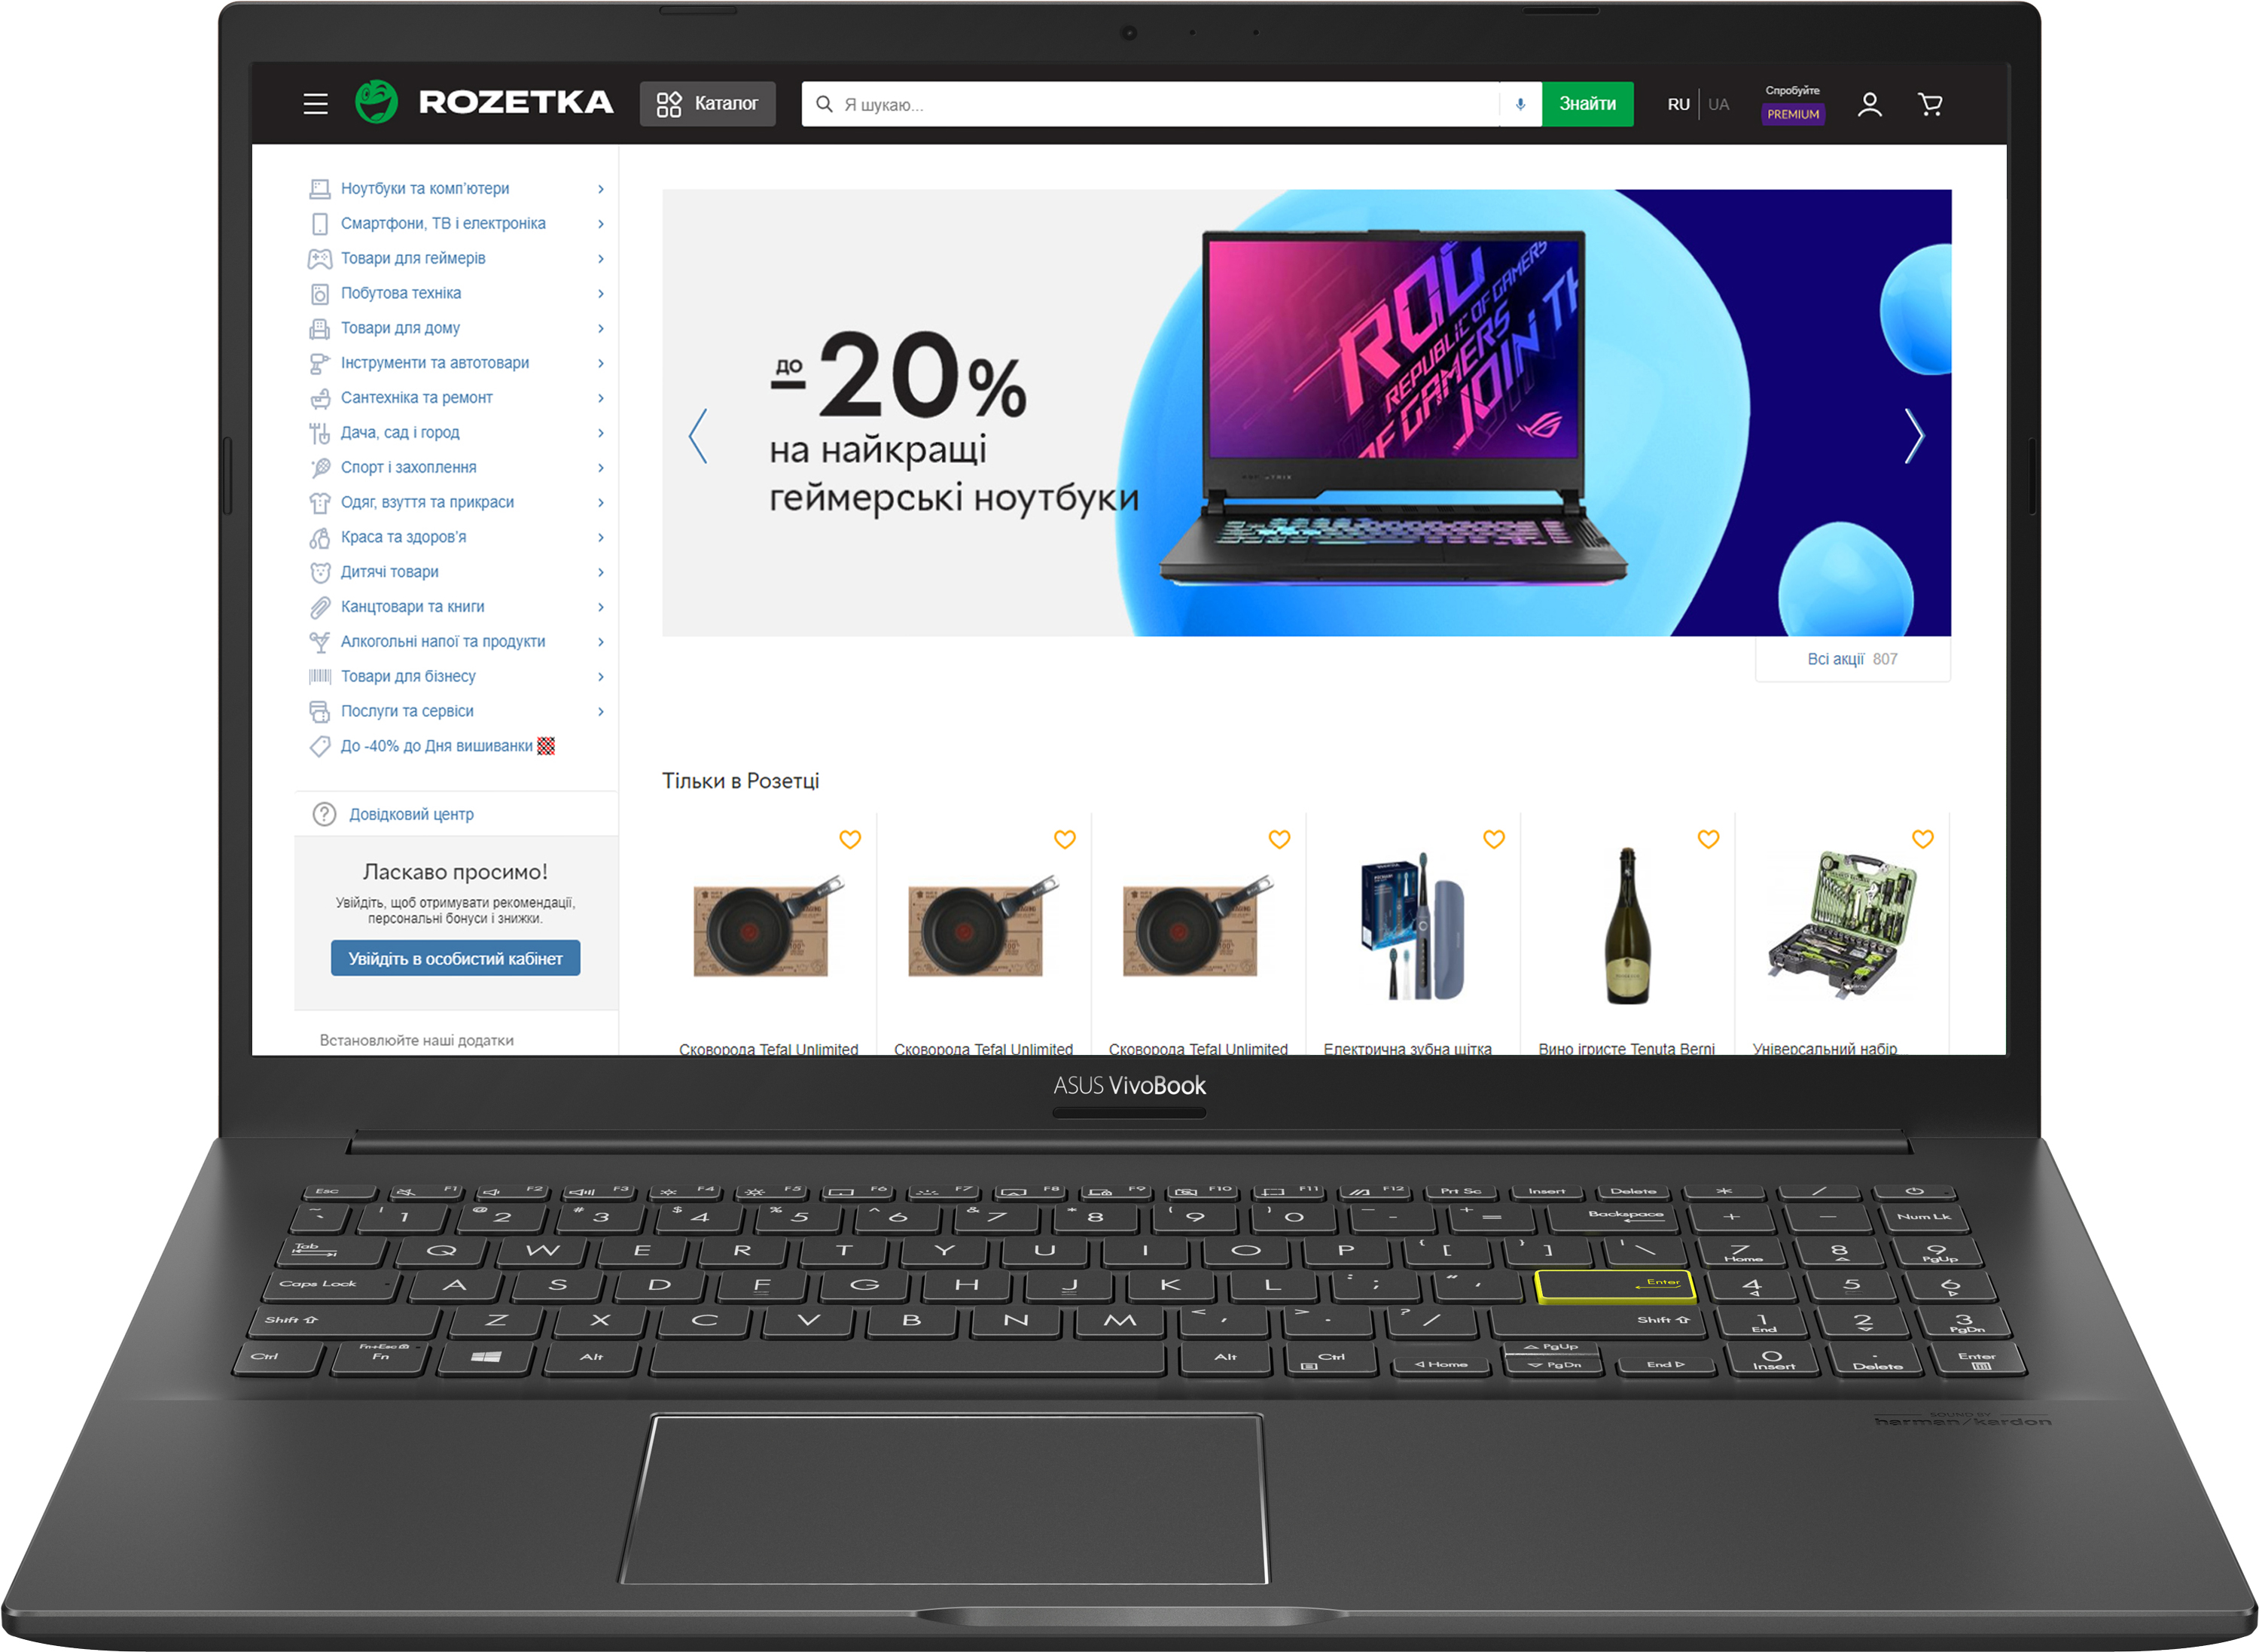 ROZETKA
Каталог
Я шукаю...
Знайти
RU UA
Спробуйте
PREMIUM
Ноутбуки та комп'ютери
Смартфони, ТВ і електроніка
Товари для геймерів
Побутова техніка
Товари для дому
Інструменти та автотовари
Сантехніка та ремонт
Дача, сад і город
Спорт і захоплення
Одяг, взуття та прикраси
Краса та здоров'я
Дитячі товари
Канцтовари та книги
Алкогольні напої та продукти
Товари для бізнесу
Послуги та сервіси
До -40% до Дня вишиванки
Довідковий центр
Ласкаво просимо!
Увійдіть, щоб отримувати рекомендації,
персональні бонуси і знижки.
Увійдіть в особистий кабінет
Встановлюйте наші додатки
до
-20%
на найкращі
геймерські ноутбуки
REPUBLIC OF GAMERS
JOIN TH
Всі акції 807
Тільки в Розетці
Сковорода Tefal Unlimited
Сковорода Tefal Unlimited
Сковорода Tefal Unlimited
Електрична зубна щітка
Вино ігристе Tenuta Berni
Універсальний набір
ASUS VivoBook
Esc F1 F2 F3 F4 F5 F6 F7 F8 F9 F10 F11 F12 Prt Sc Insert Delete * /
~ ` ! 1 @ 2 # 3 $ 4 % 5 ^ 6 & 7 * 8 ( 9 ) 0 - + = Backspace + - Num Lk
Tab Q W E R T Y U I O P { [ } ] | \ 7 Home 8 9 PgUp
Caps Lock A S D F G H J K L : ; " ' Enter 4 5 6
Shift Z X C V B N M < , > . ? / Shift 1 End 2 3 PgDn
Ctrl Fn+Esc Fn Alt Alt Ctrl Home PgUp PgDn End 0 Insert . Delete Enter
SOUND BY
harman/kardon